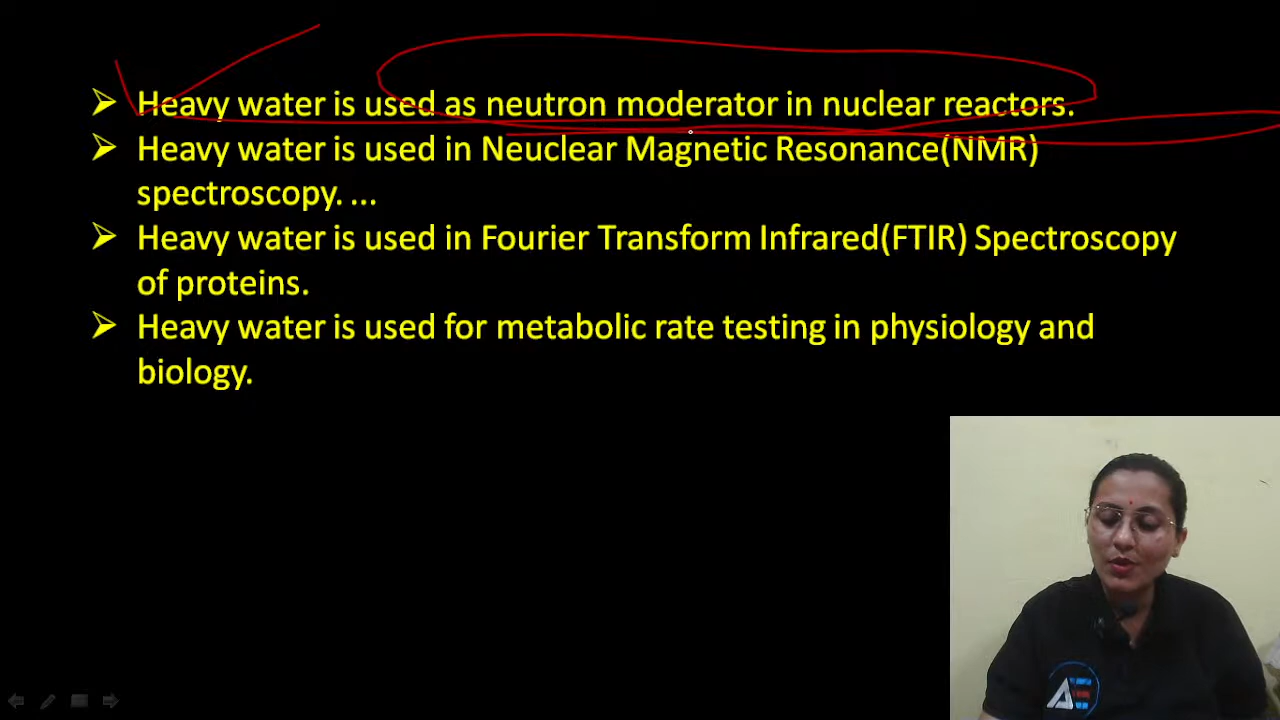 ➢ Heavy water is used as neutron moderator in nuclear reactors.
➢ Heavy water is used in Neuclear Magnetic Resonance(NMR)
spectroscopy. ...
➢ Heavy water is used in Fourier Transform Infrared(FTIR) Spectroscopy
of proteins.
➢ Heavy water is used for metabolic rate testing in physiology and
biology.